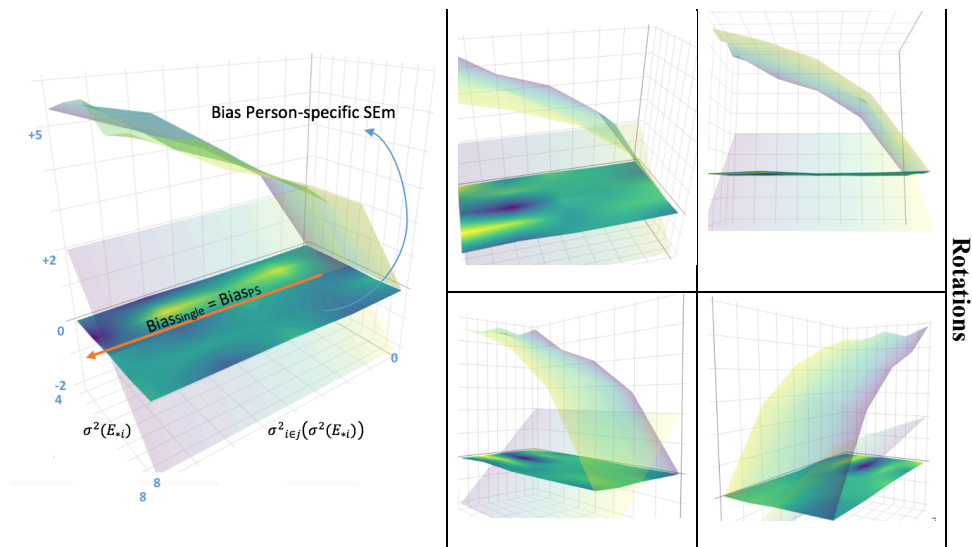 Bias Person-specific SEm
+5
+2
Bias_Single = Bias_PS
0
0
-2
4
σ²(E_{*i})
σ²_{i∈j}(σ²(E_{*i}))
8
8
Rotations